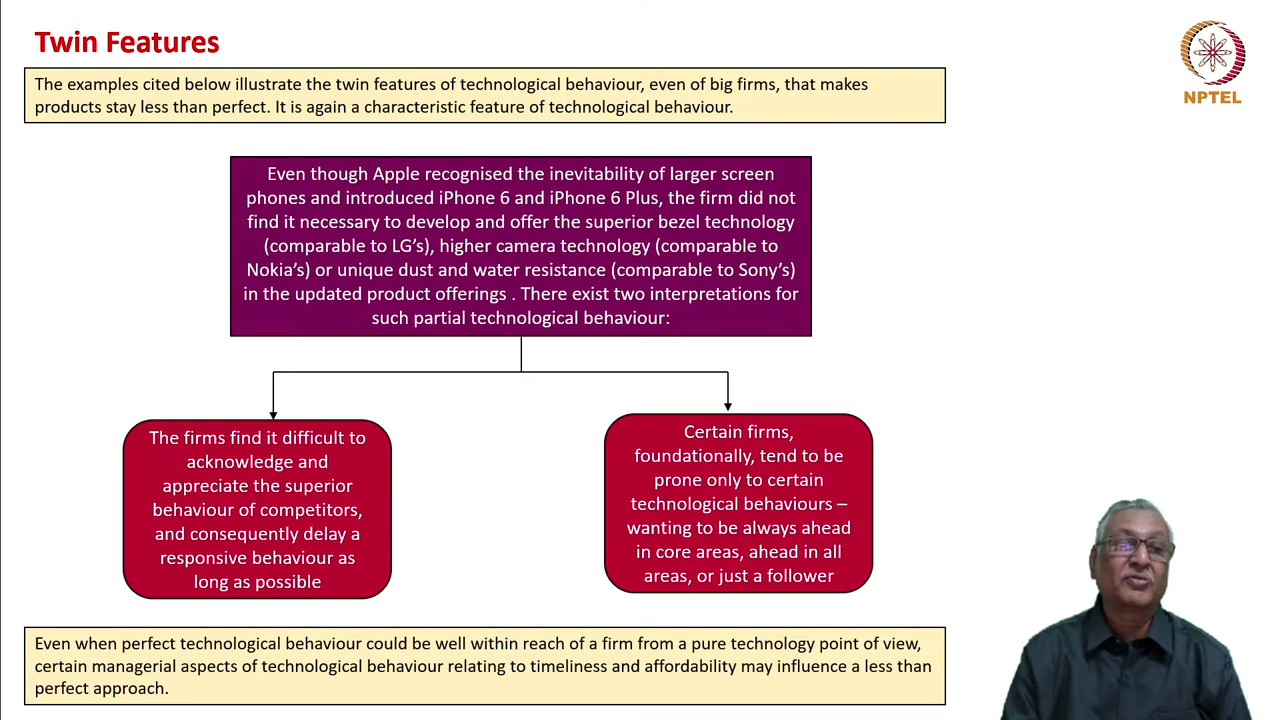 Twin Features
The examples cited below illustrate the twin features of technological behaviour, even of big firms, that makes
products stay less than perfect. It is again a characteristic feature of technological behaviour.
NPTEL
Even though Apple recognised the inevitability of larger screen
phones and introduced iPhone 6 and iPhone 6 Plus, the firm did not
find it necessary to develop and offer the superior bezel technology
(comparable to LG's), higher camera technology (comparable to
Nokia's) or unique dust and water resistance (comparable to Sony's)
in the updated product offerings . There exist two interpretations for
such partial technological behaviour:
The firms find it difficult to
acknowledge and
appreciate the superior
behaviour of competitors,
and consequently delay a
responsive behaviour as
long as possible
Certain firms,
foundationally, tend to be
prone only to certain
technological behaviours –
wanting to be always ahead
in core areas, ahead in all
areas, or just a follower
Even when perfect technological behaviour could be well within reach of a firm from a pure technology point of view,
certain managerial aspects of technological behaviour relating to timeliness and affordability may influence a less than
perfect approach.